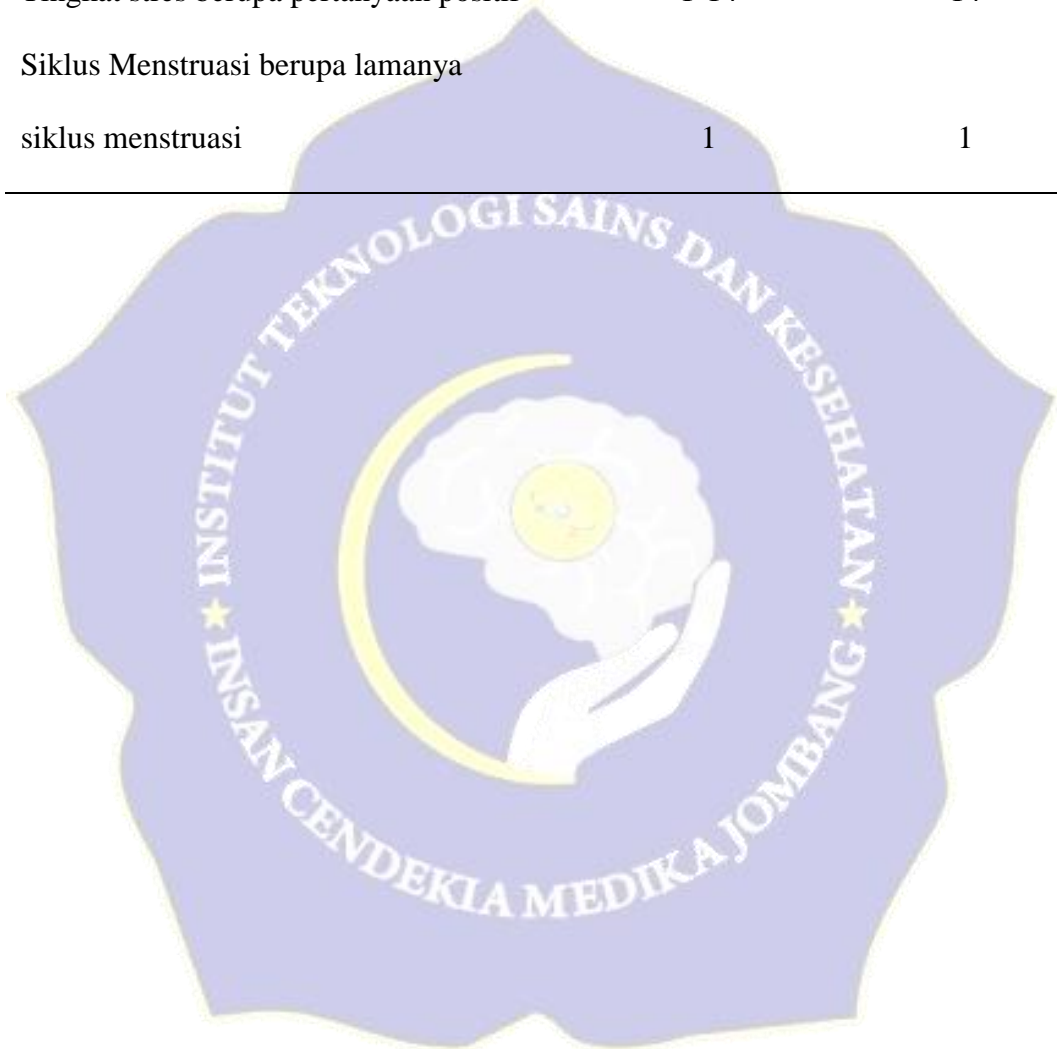 Siklus Menstruasi berupa lamanya
siklus menstruasi 1 1
INSTITUT TEKNOLOGI SAINS DAN KESEHATAN
INSAN CENDEKIA MEDIKA JOMBANG